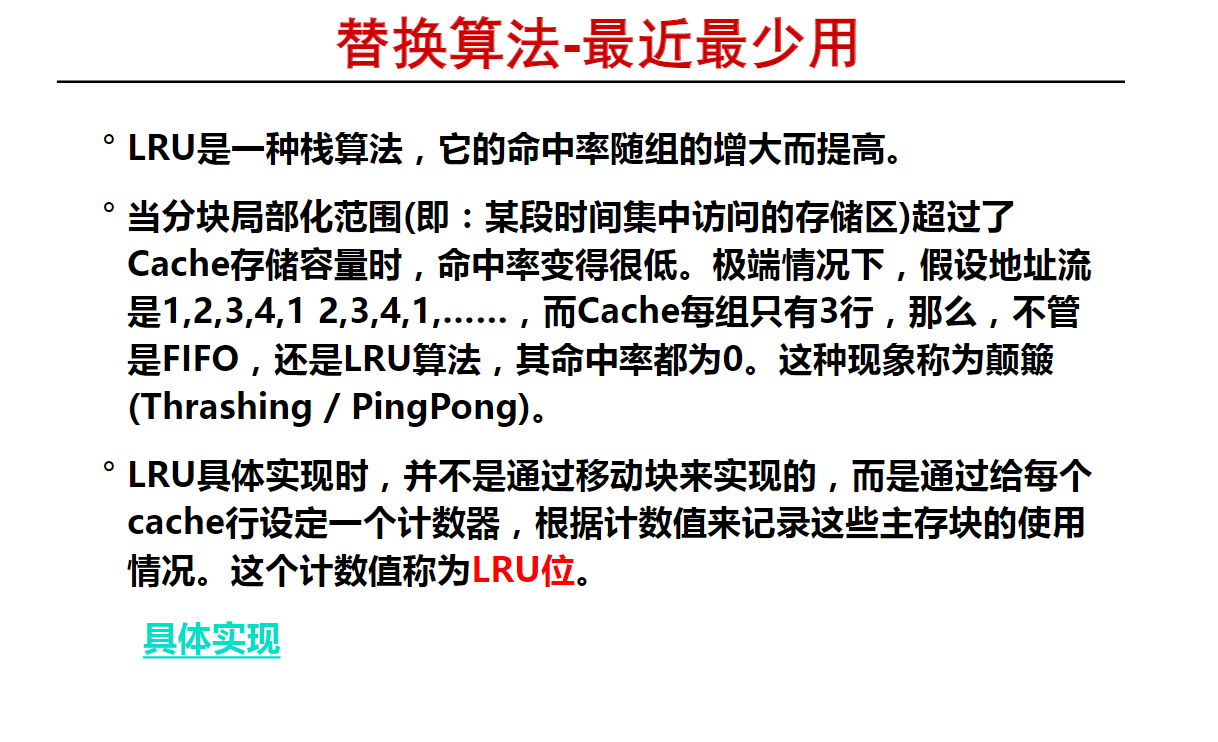 替换算法-最近最少用
° LRU是一种栈算法，它的命中率随组的增大而提高。
° 当分块局部化范围(即：某段时间集中访问的存储区)超过了
Cache存储容量时，命中率变得很低。极端情况下，假设地址流
是1,2,3,4,1 2,3,4,1,……，而Cache每组只有3行，那么，不管
是FIFO，还是LRU算法，其命中率都为0。这种现象称为颠簸
(Thrashing / PingPong)。
° LRU具体实现时，并不是通过移动块来实现的，而是通过给每个
cache行设定一个计数器，根据计数值来记录这些主存块的使用
情况。这个计数值称为LRU位。
具体实现